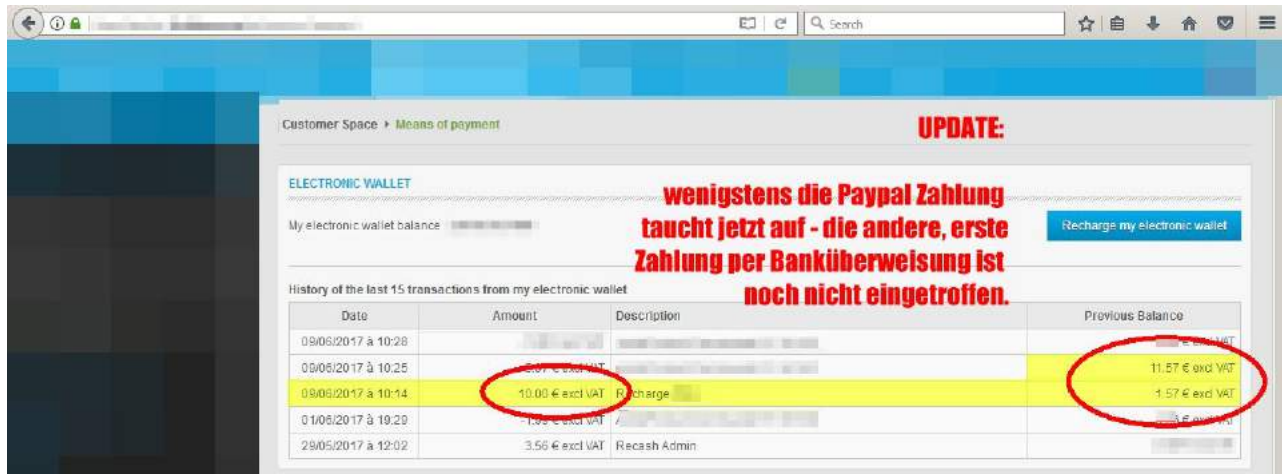 Search
Customer Space ▸ Means of payment
UPDATE:
ELECTRONIC WALLET
wenigstens die Paypal Zahlung
taucht jetzt auf - die andere, erste
Zahlung per Banküberweisung ist
noch nicht eingetroffen.
My electronic wallet balance
Recharge my electronic wallet
History of the last 15 transactions from my electronic wallet
Date Amount Description Previous Balance
09/06/2017 à 10:28 € excl VAT
09/06/2017 à 10:25 € excl VAT 11.57 € excl VAT
09/06/2017 à 10:14 10.00 € excl VAT Recharge 1.57 € excl VAT
01/06/2017 à 19:29 € excl VAT € excl VAT
29/05/2017 à 12:02 3.56 € excl VAT Recash Admin